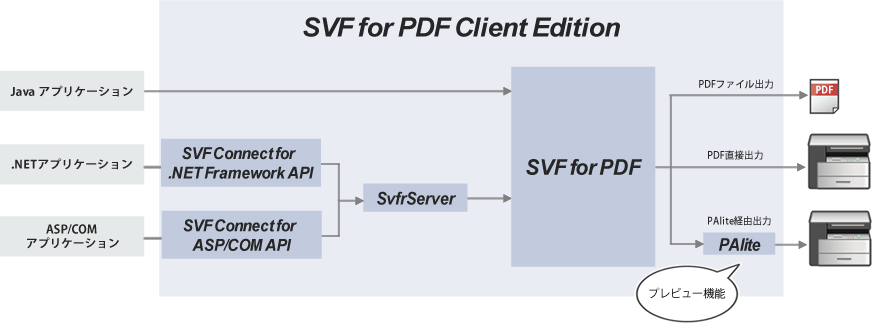 SVF for PDF Client Edition
Java アプリケーション
PDFファイル出力
PDF
.NETアプリケーション
SVF Connect for
.NET Framework API
SVF for PDF
PDF直接出力
SvfrServer
ASP/COM
アプリケーション
SVF Connect for
ASP/COM API
PAlite経由出力
PAlite
プレビュー機能